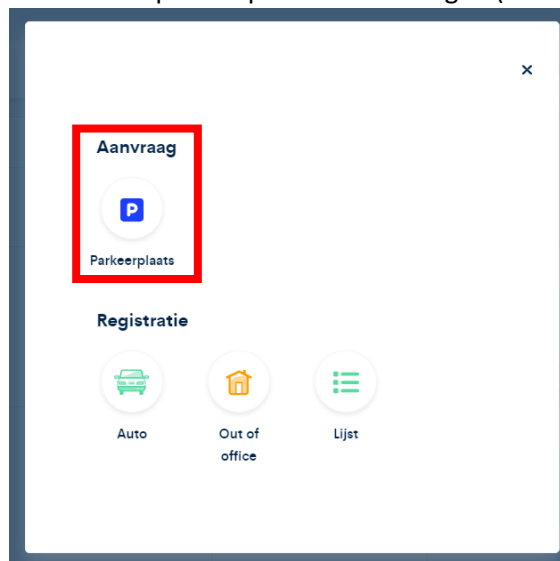 Aanvraag
P
Parkeerplaats
Registratie
Auto
Out of
office
Lijst